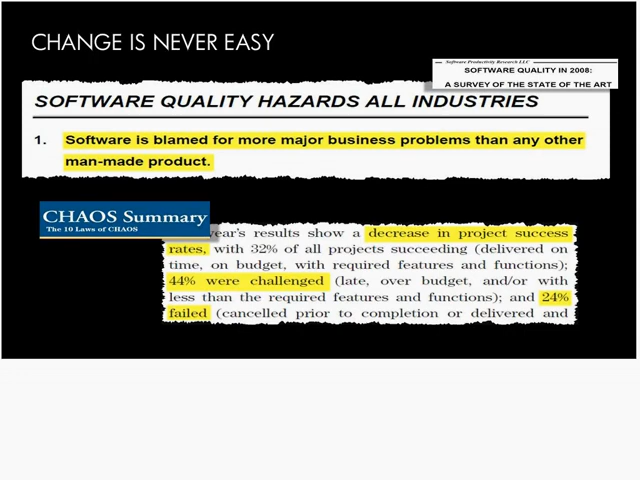 CHANGE IS NEVER EASY
Software Productivity Research LLC
SOFTWARE QUALITY IN 2008:
A SURVEY OF THE STATE OF THE ART
SOFTWARE QUALITY HAZARDS ALL INDUSTRIES
1. Software is blamed for more major business problems than any other
man-made product.
CHAOS Summary
The 10 Laws of CHAOS
year's results show a decrease in project success
rates, with 32% of all projects succeeding (delivered on
time, on budget, with required features and functions);
44% were challenged (late, over budget, and/or with
less than the required features and functions); and 24%
failed (cancelled prior to completion or delivered and